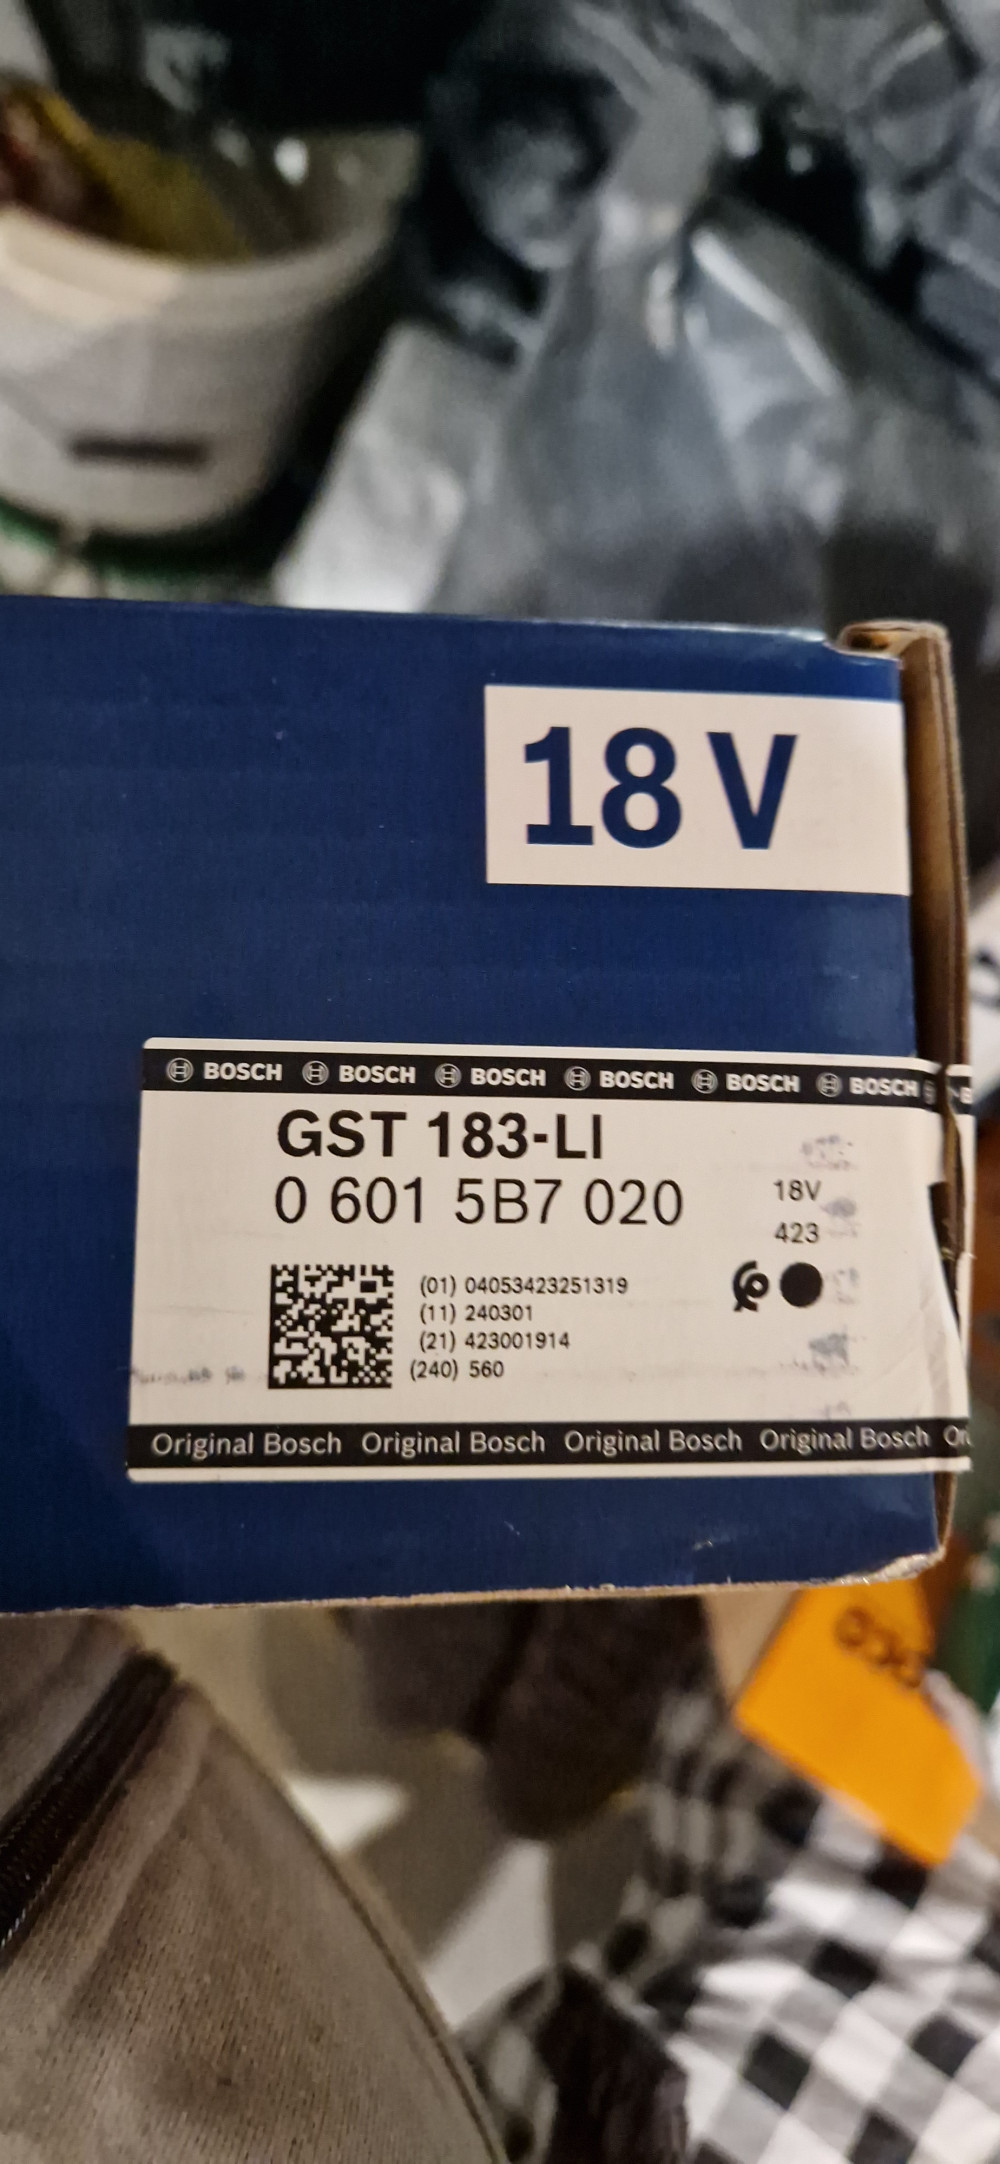 18 V
BOSCH BOSCH BOSCH BOSCH BOSCH BOSCH
GST 183-LI
0 601 5B7 020
18V
423
(01) 04053423251319
(11) 240301
(21) 423001914
(240) 560
Original Bosch Original Bosch Original Bosch Original Bosch